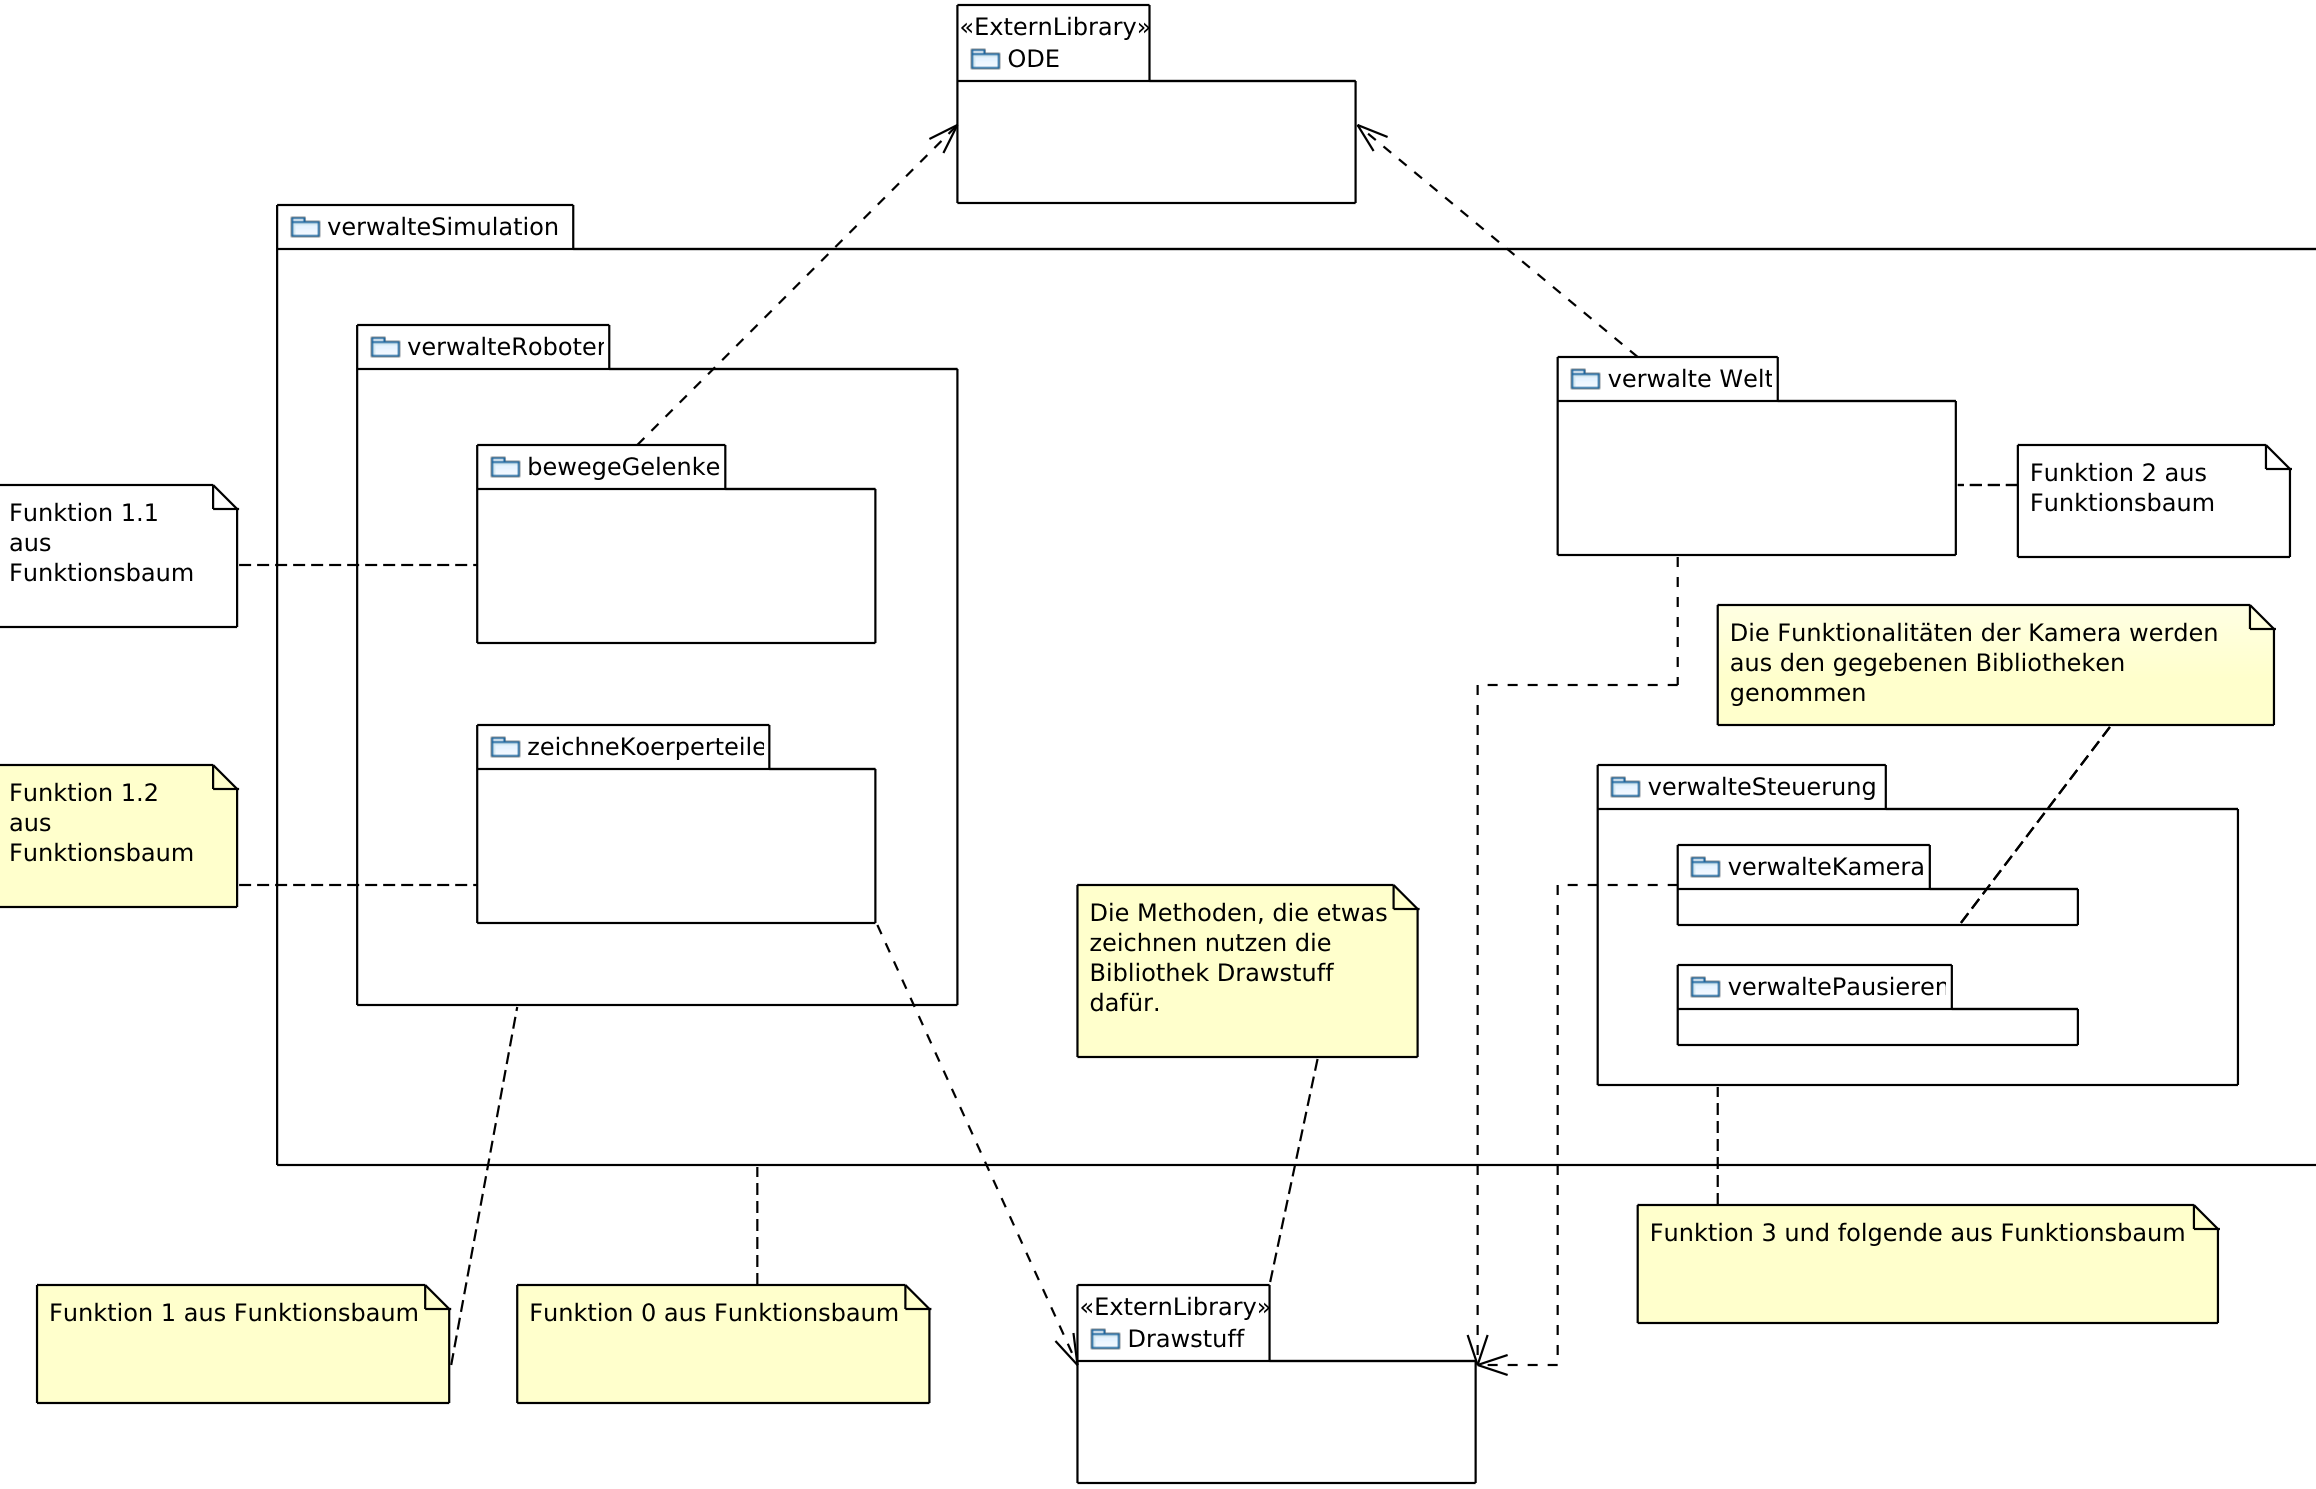 «ExternLibrary»
ODE
verwalteSimulation
verwalteRoboter
verwalte Welt
bewegeGelenke
Funktion 2 aus
Funktionsbaum
Funktion 1.1
aus
Funktionsbaum
Die Funktionalitäten der Kamera werden
aus den gegebenen Bibliotheken
genommen
zeichneKoerperteile
Funktion 1.2
aus
Funktionsbaum
verwalteSteuerung
verwalteKamera
Die Methoden, die etwas
zeichnen nutzen die
Bibliothek Drawstuff
dafür.
verwaltePausieren
Funktion 3 und folgende aus Funktionsbaum
Funktion 1 aus Funktionsbaum
Funktion 0 aus Funktionsbaum
«ExternLibrary»
Drawstuff